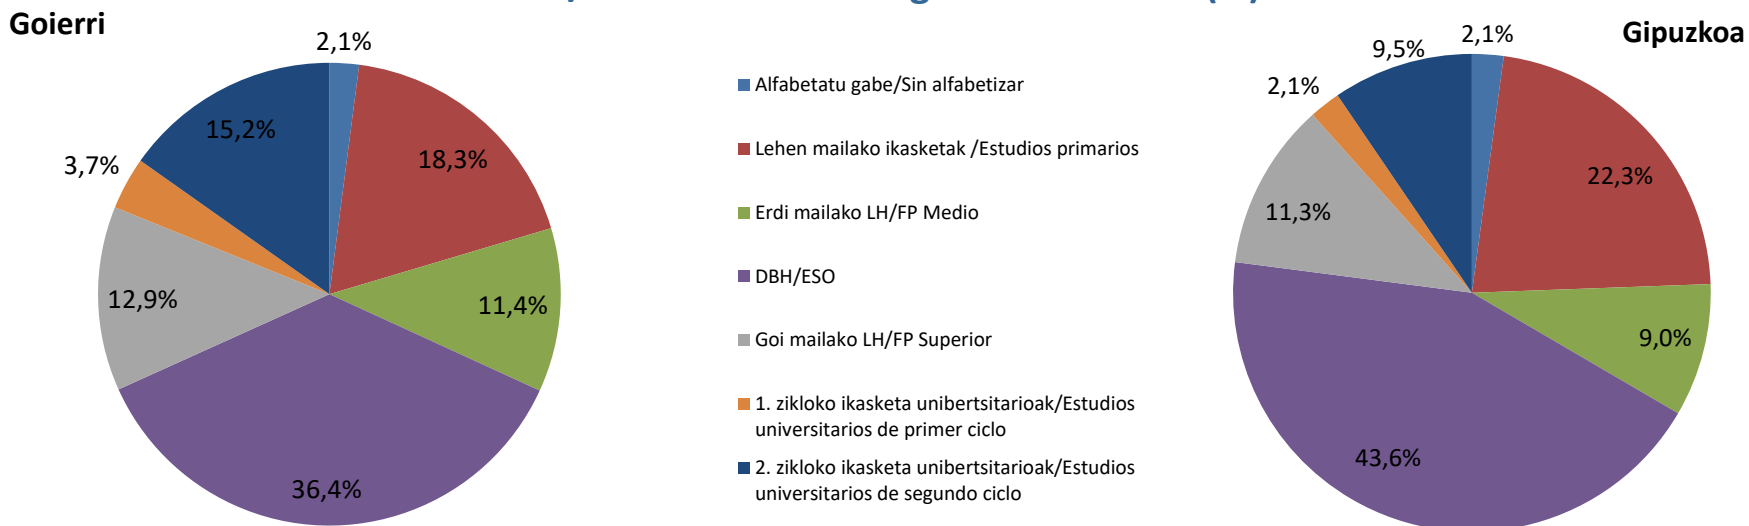 Goierri
Gipuzkoa
2,1%
18,3%
11,4%
36,4%
12,9%
3,7%
15,2%
Alfabetatu gabe/Sin alfabetizar
Lehen mailako ikasketak /Estudios primarios
Erdi mailako LH/FP Medio
DBH/ESO
Goi mailako LH/FP Superior
1. zikloko ikasketa unibertsitarioak/Estudios
universitarios de primer ciclo
2. zikloko ikasketa unibertsitarioak/Estudios
universitarios de segundo ciclo
2,1%
22,3%
9,0%
43,6%
11,3%
2,1%
9,5%